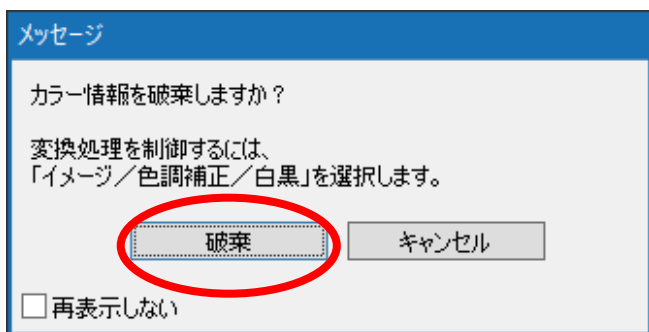 メッセージ
カラー情報を破棄しますか？
変換処理を制御するには、
「イメージ／色調補正／白黒」を選択します。
破棄
キャンセル
再表示しない